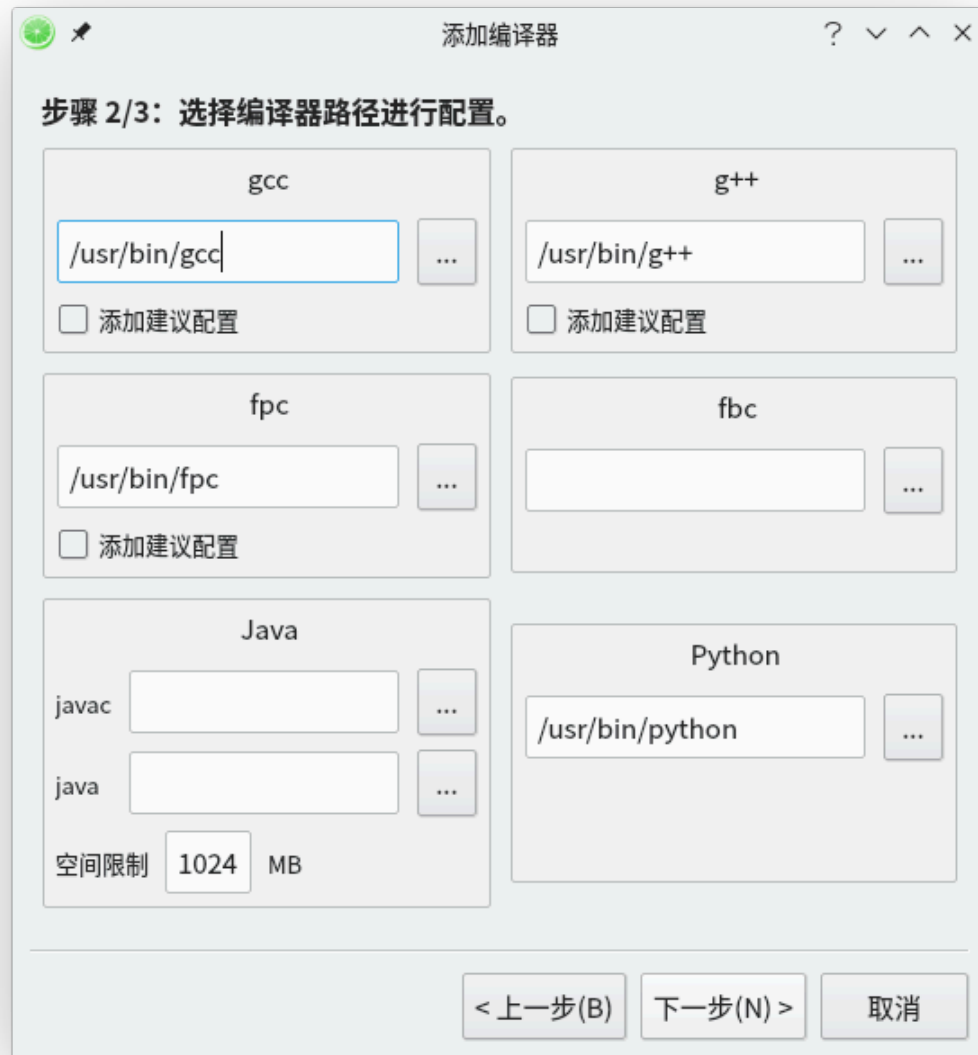 添加编译器
步骤 2/3：选择编译器路径进行配置。
gcc
/usr/bin/gcc
...
添加建议配置
g++
/usr/bin/g++
...
添加建议配置
fpc
/usr/bin/fpc
...
添加建议配置
fbc
...
Java
javac
...
java
...
空间限制 1024 MB
Python
/usr/bin/python
...
< 上一步(B) 下一步(N) > 取消